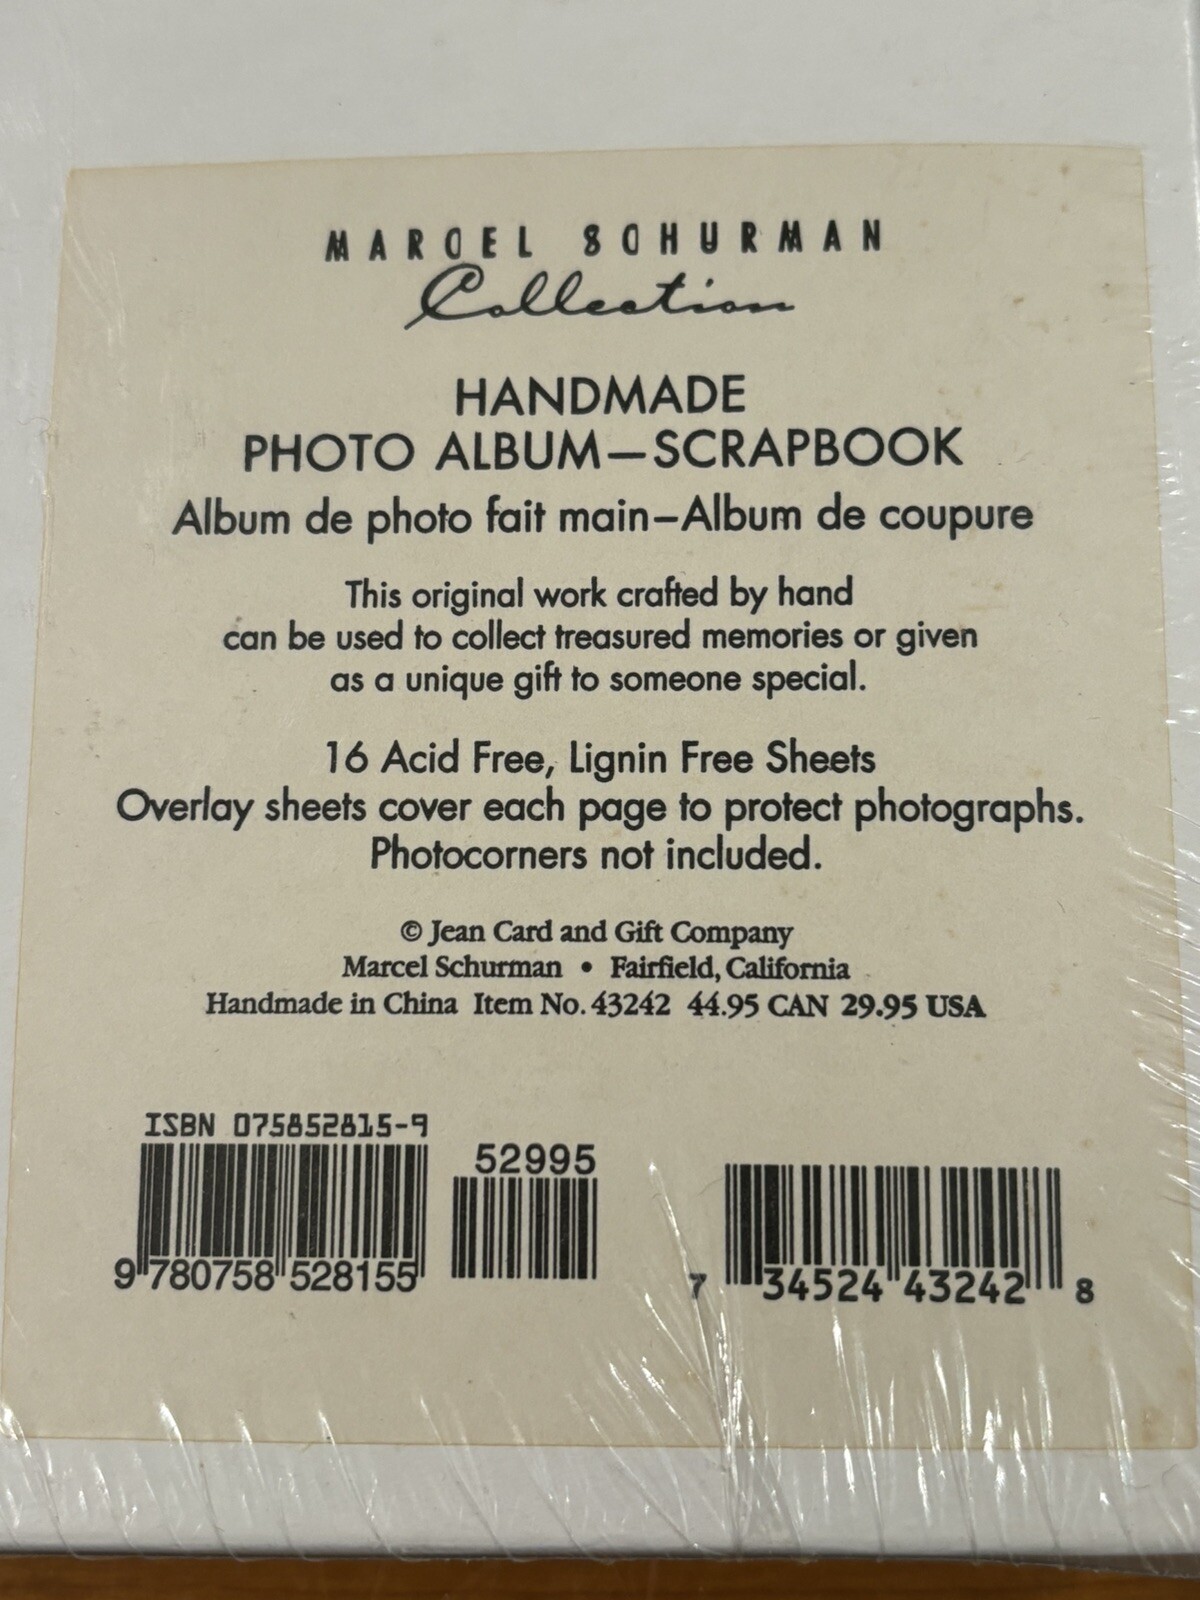 MARCEL SCHURMAN
Collection
HANDMADE
PHOTO ALBUM—SCRAPBOOK
Album de photo fait main–Album de coupure
This original work crafted by hand
can be used to collect treasured memories or given
as a unique gift to someone special.
16 Acid Free, Lignin Free Sheets
Overlay sheets cover each page to protect photographs.
Photocorners not included.
© Jean Card and Gift Company
Marcel Schurman • Fairfield, California
Handmade in China Item No. 43242 44.95 CAN 29.95 USA
ISBN 075852815-9
52995
9 780758 528155
7 34524 43242 8